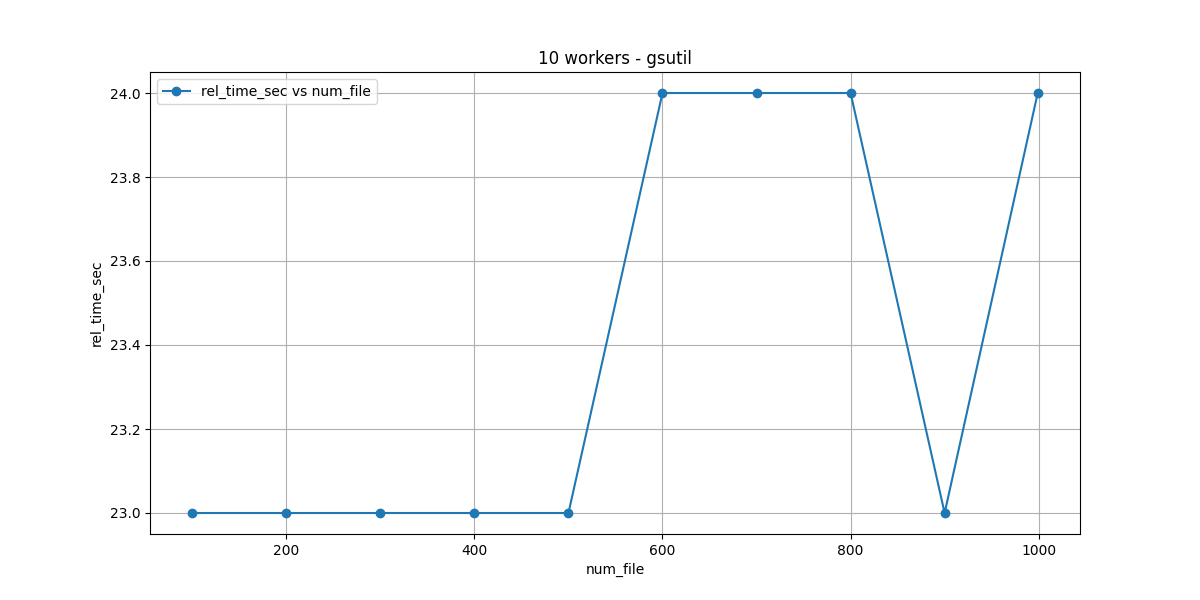 10 workers - gsutil
rel_time_sec vs num_file
24.0
23.8
23.6
23.4
23.2
23.0
rel_time_sec
200 400 600 800 1000
num_file